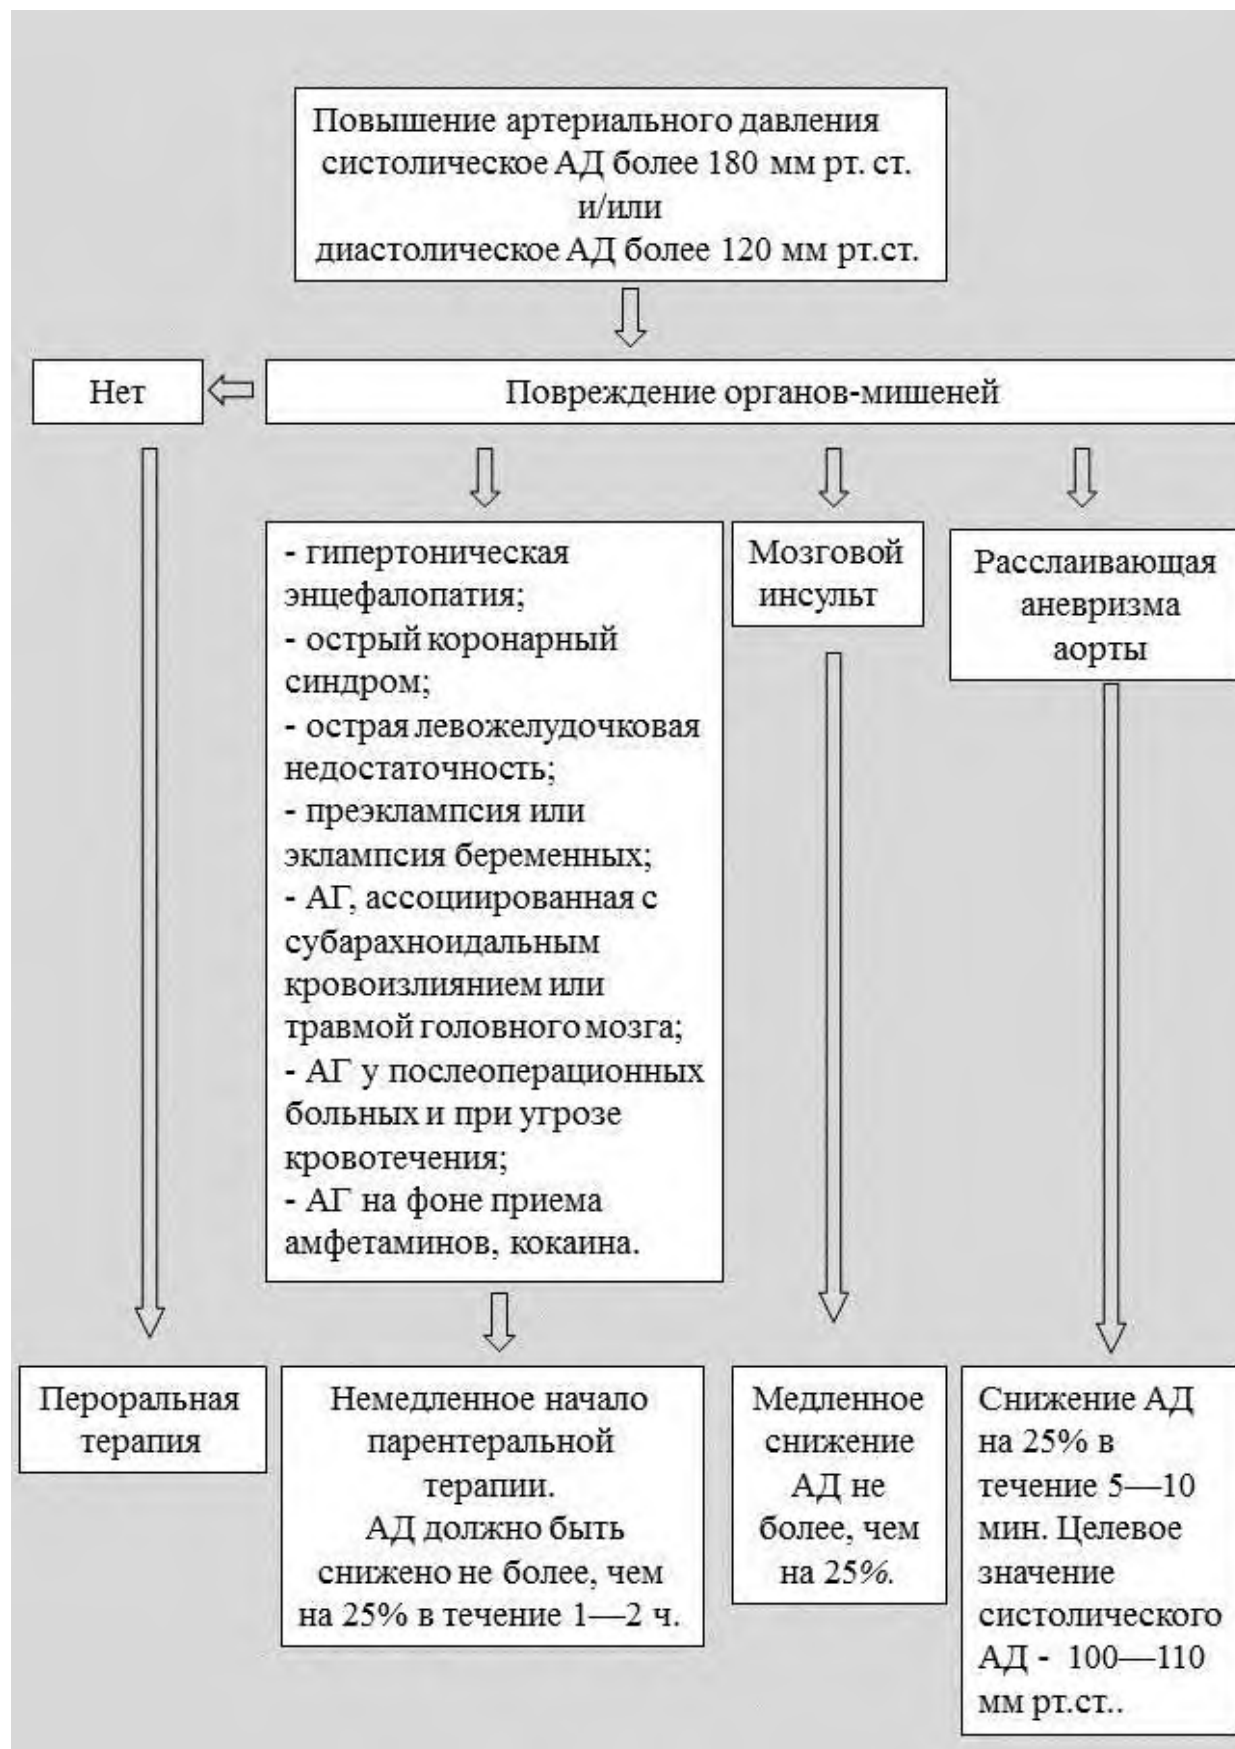 Повышение артериального давления
систолическое АД более 180 мм рт. ст.
и/или
диастолическое АД более 120 мм рт.ст.
Нет
Повреждение органов-мишеней
- гипертоническая
энцефалопатия;
- острый коронарный
синдром;
- острая левожелудочковая
недостаточность;
- преэклампсия или
эклампсия беременных;
- АГ, ассоциированная с
субарахноидальным
кровоизлиянием или
травмой головного мозга;
- АГ у послеоперационных
больных и при угрозе
кровотечения;
- АГ на фоне приема
амфетаминов, кокаина.
Мозговой
инсульт
Расслаивающая
аневризма
аорты
Пероральная
терапия
Немедленное начало
парентеральной
терапии.
АД должно быть
снижено не более, чем
на 25% в течение 1—2 ч.
Медленное
снижение
АД не
более, чем
на 25%.
Снижение АД
на 25% в
течение 5—10
мин. Целевое
значение
систолического
АД - 100—110
мм рт.ст..